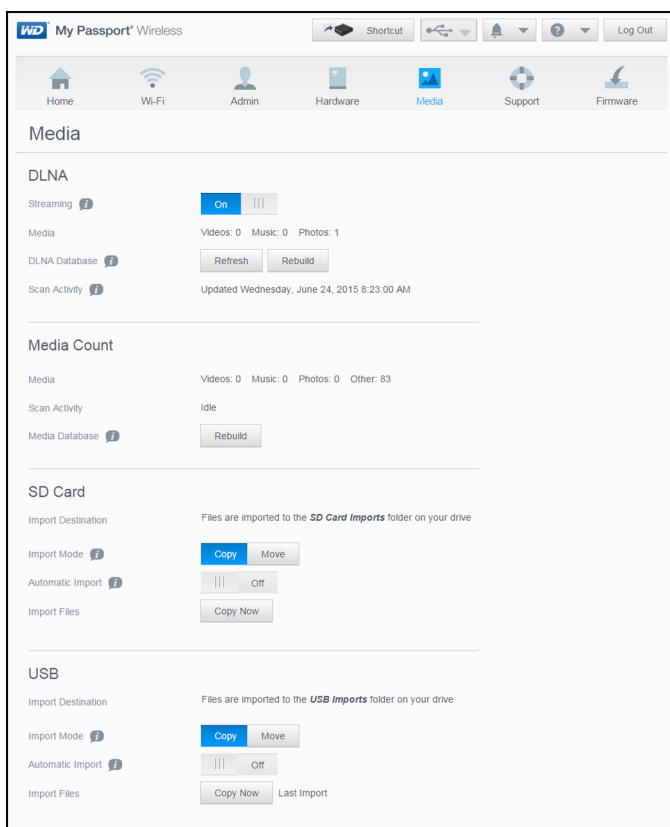 WD My Passport® Wireless Shortcut ? Log Out
Home Wi-Fi Admin Hardware Media Support Firmware
Media
DLNA
Streaming i On
Media Videos: 0 Music: 0 Photos: 1
DLNA Database i Refresh Rebuild
Scan Activity i Updated Wednesday, June 24, 2015 8:23:00 AM
Media Count
Media Videos: 0 Music: 0 Photos: 0 Other: 83
Scan Activity Idle
Media Database i Rebuild
SD Card
Import Destination Files are imported to the SD Card Imports folder on your drive
Import Mode i Copy Move
Automatic Import i Off
Import Files Copy Now
USB
Import Destination Files are imported to the USB Imports folder on your drive
Import Mode i Copy Move
Automatic Import i Off
Import Files Copy Now Last Import